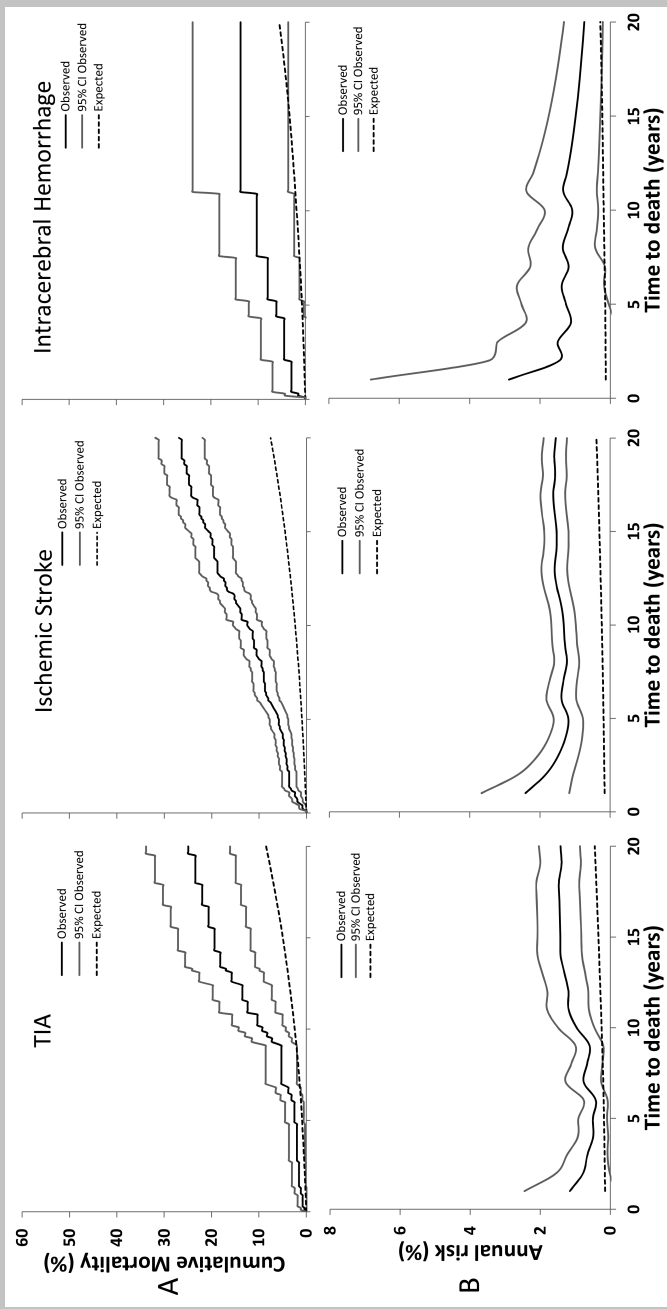 A
TIA
Cumulative Mortality (%)
60
50
40
30
20
10
0
Observed
95% CI Observed
Expected
Ischemic Stroke
Observed
95% CI Observed
Expected
Intracerebral Hemorrhage
Observed
95% CI Observed
Expected
B
Annual risk (%)
8
6
4
2
0
Observed
95% CI Observed
Expected
0 5 10 15 20
Time to death (years)
Observed
95% CI Observed
Expected
0 5 10 15 20
Time to death (years)
Observed
95% CI Observed
Expected
0 5 10 15 20
Time to death (years)